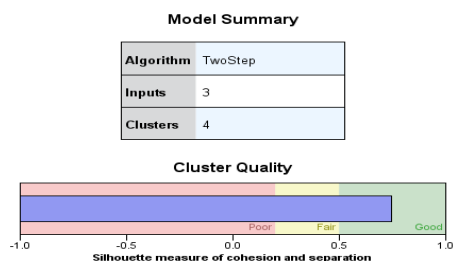 Model Summary
Algorithm TwoStep
Inputs 3
Clusters 4
Cluster Quality
Poor Fair Good
-1.0 -0.5 0.0 0.5 1.0
Silhouette measure of cohesion and separation